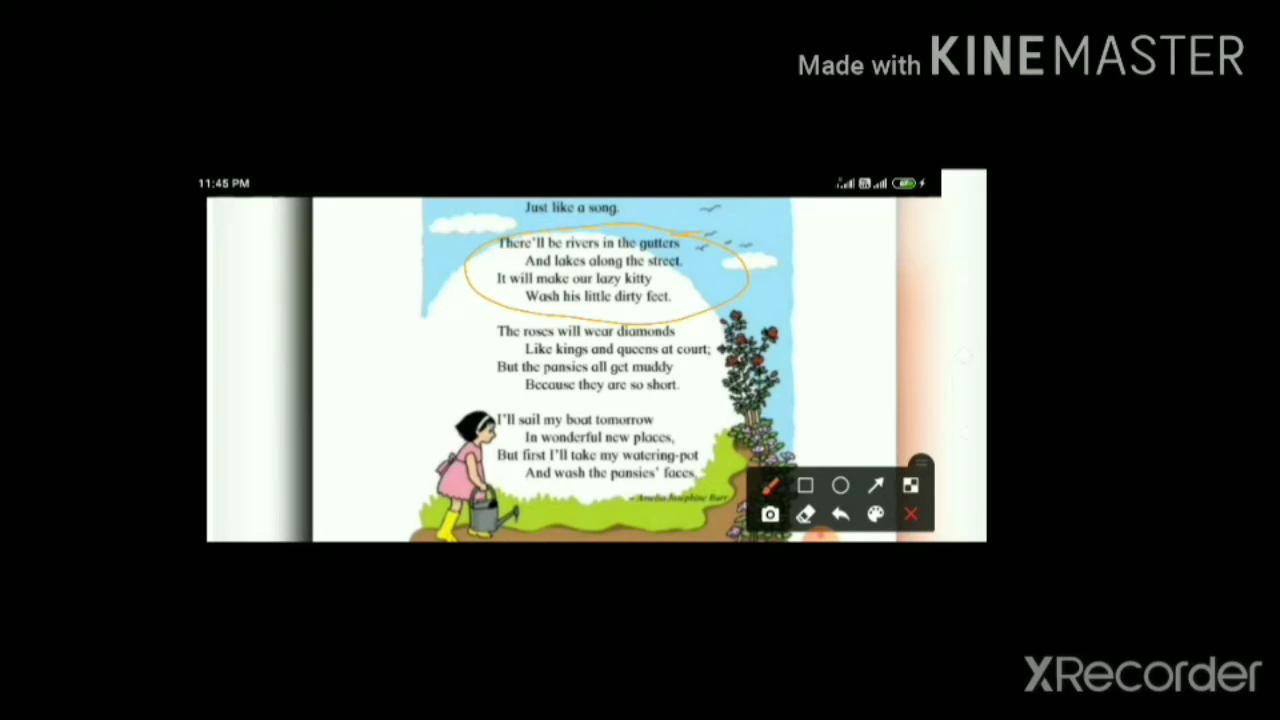 Made with KINEMASTER
11:45 PM
Just like a song.
There'll be rivers in the gutters
And lakes along the street.
It will make our lazy kitty
Wash his little dirty feet.
The roses will wear diamonds
Like kings and queens at court;
But the pansies all get muddy
Because they are so short.
I'll sail my boat tomorrow
In wonderful new places,
But first I'll take my watering-pot
And wash the pansies' faces.
– Amelia Josephine Burr
XRecorder